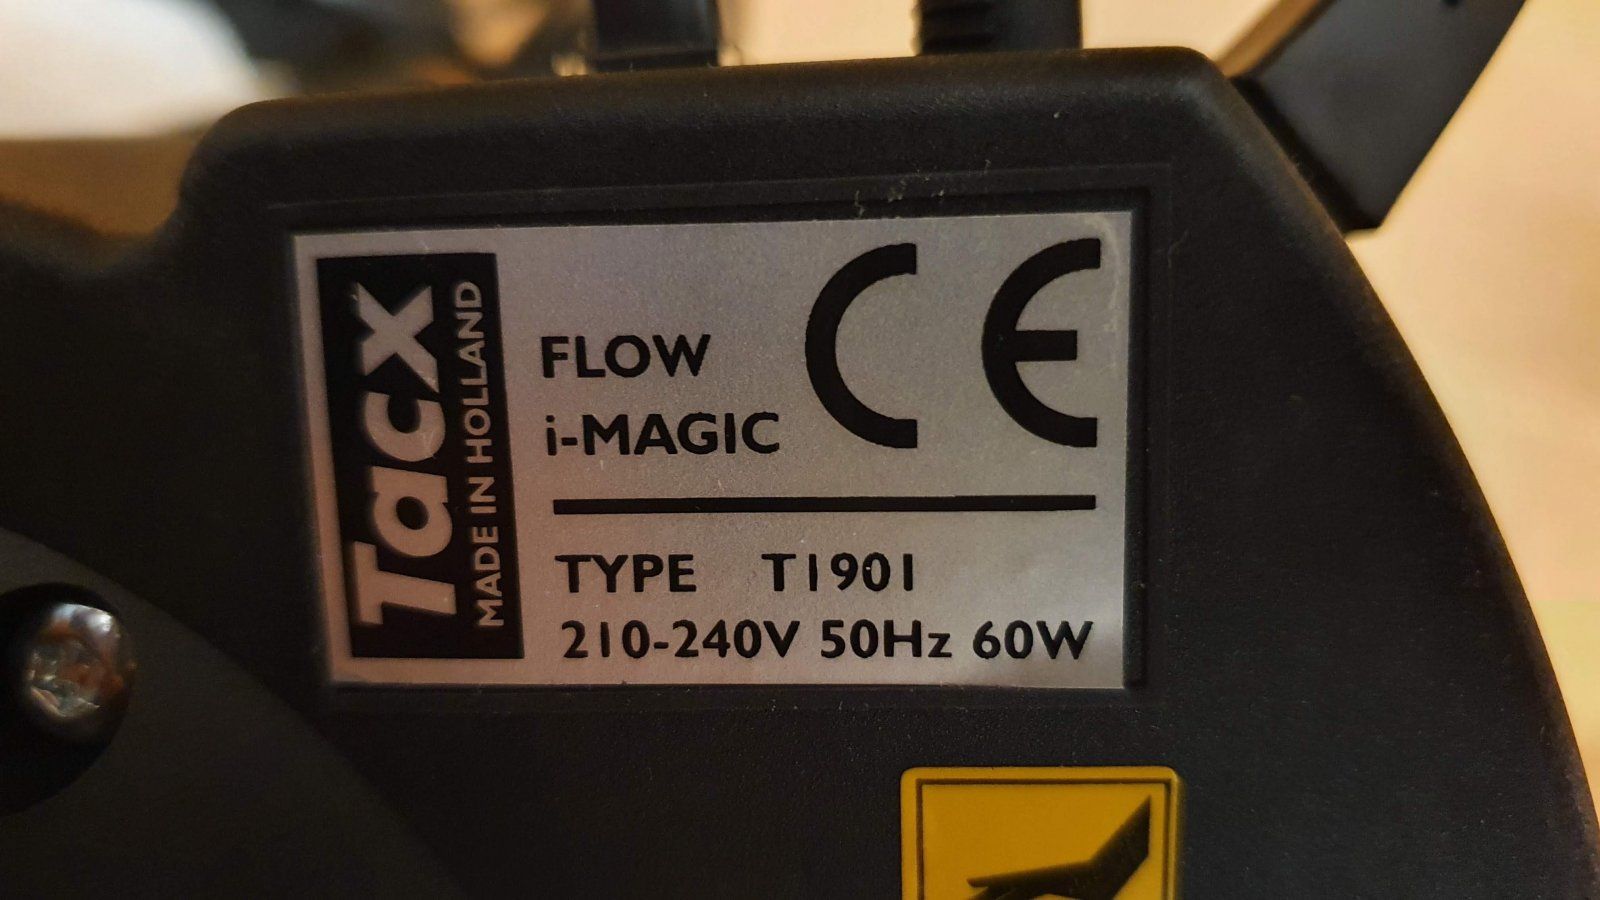 Tacx
MADE IN HOLLAND
FLOW
i-MAGIC
CE
TYPE T1901
210-240V 50Hz 60W